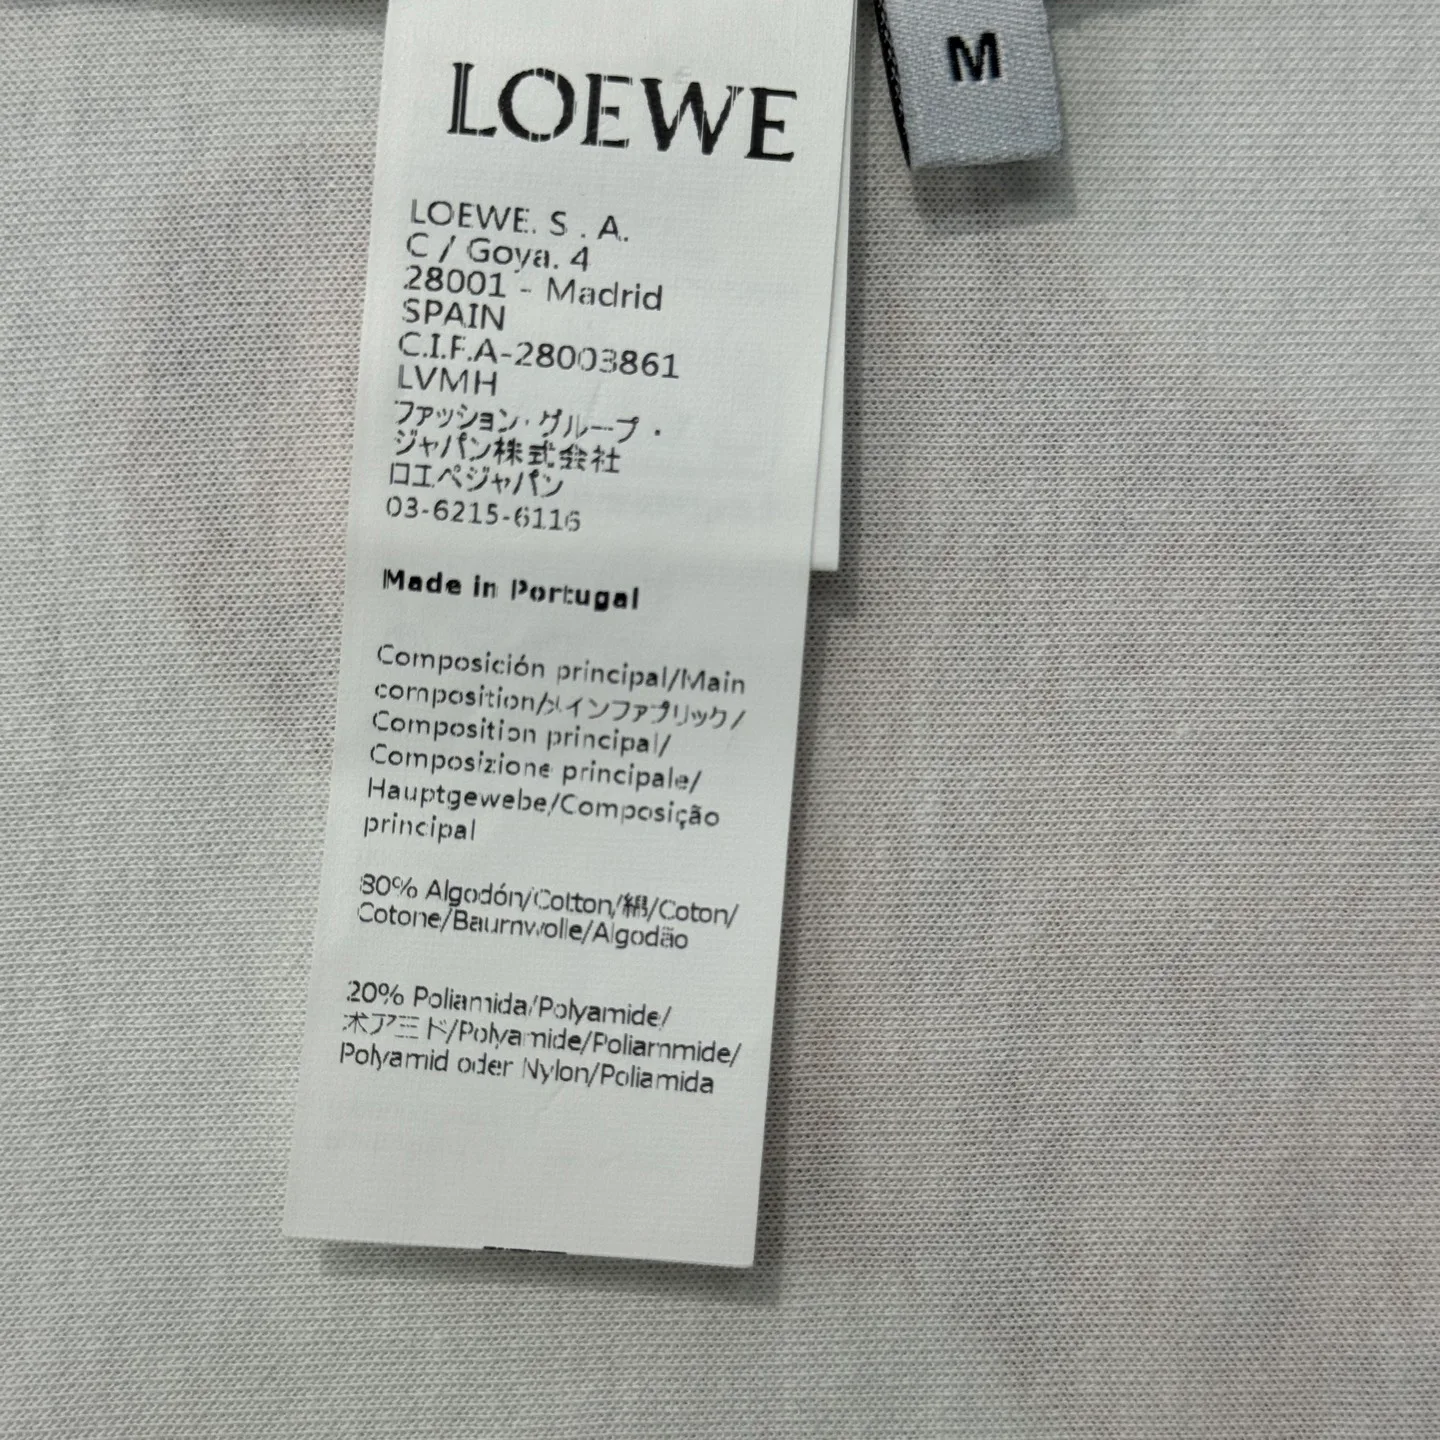 LOEWE
M
LOEWE. S . A.
C / Goya. 4
28001 - Madrid
SPAIN
C.I.F.A-28003861
LVMH
ファッション・グループ・
ジャパン株式会社
ロエベジャパン
03-6215-6116
Made in Portugal
Composición principal/Main
composition/メインファブリック/
Composition principal/
Composizione principale/
Hauptgewebe/Composição
principal
80% Algodón/Cotton/綿/Coton/
Cotone/Baumwolle/Algodão
20% Poliamida/Polyamide/
ポアミド/Polyamide/Poliammide/
Polyamid oder Nylon/Poliamida